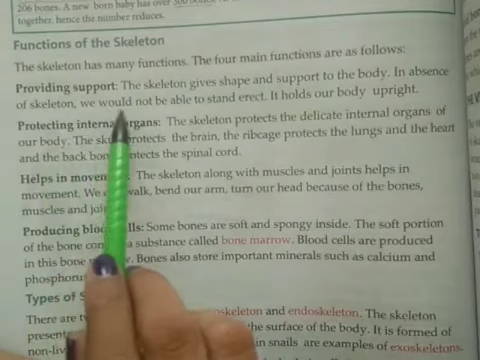 206 bones. A new born baby has over 300
together, hence the number reduces.
Functions of the Skeleton
The skeleton has many functions. The four main functions are as follows:
Providing support: The skeleton gives shape and support to the body. In absence
of skeleton, we would not be able to stand erect. It holds our body upright.
Protecting internal organs: The skeleton protects the delicate internal organs of
our body. The protects the brain, the ribcage protects the lungs and the heart
and the back protects the spinal cord.
Helps in The skeleton along with muscles and joints helps in
movement. We walk, bend our arm, turn our head because of the bones,
muscles and
Producing Some bones are soft and spongy inside. The soft portion
of the bone a substance called bone marrow. Blood cells are produced
in this bone Bones also store important minerals such as calcium and
Types of
There are and endoskeleton. The skeleton
the surface of the body. It is formed of
in snails are examples of exoskeletons.